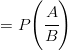 = P(A/B)